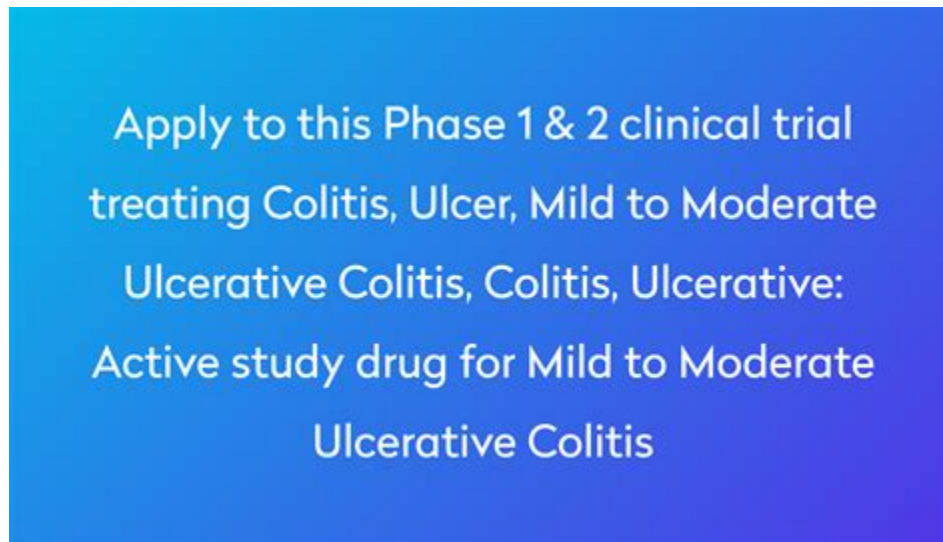 Apply to this Phase 1 & 2 clinical trial
treating Colitis, Ulcer, Mild to Moderate
Ulcerative Colitis, Colitis, Ulcerative:
Active study drug for Mild to Moderate
Ulcerative Colitis